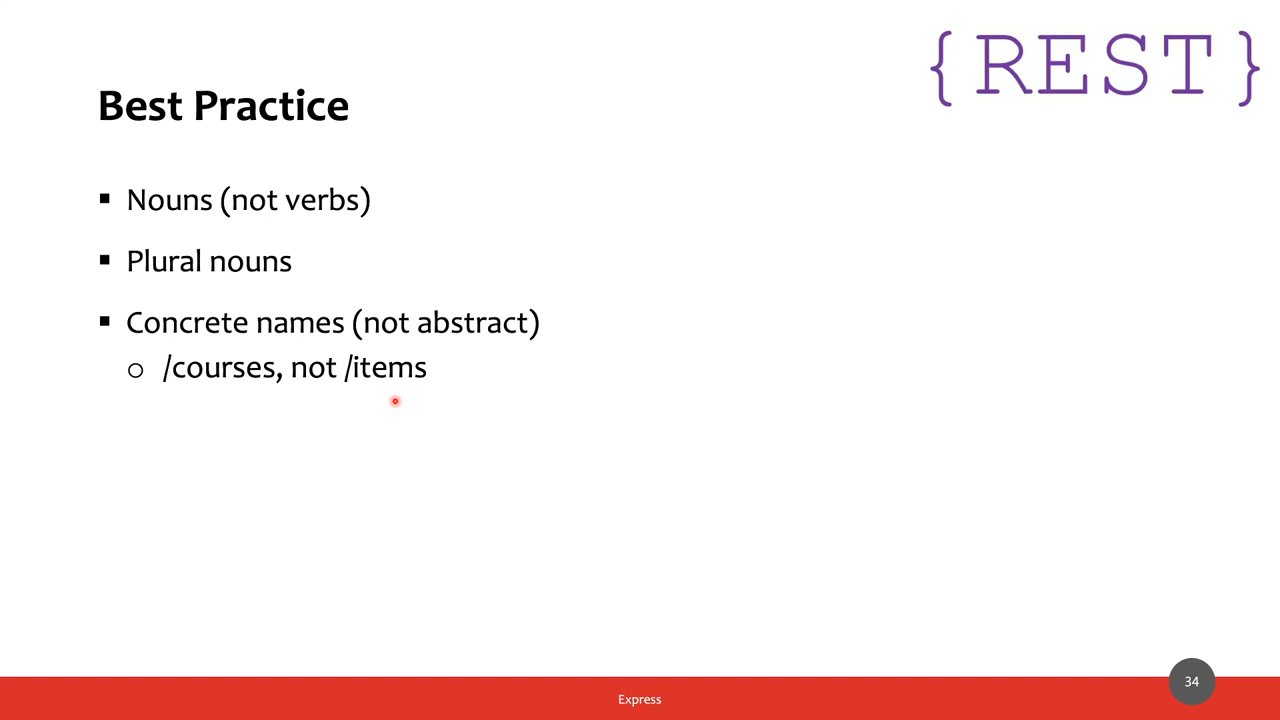 {REST}
Best Practice
▪ Nouns (not verbs)
▪ Plural nouns
▪ Concrete names (not abstract)
o /courses, not /items
34
Express